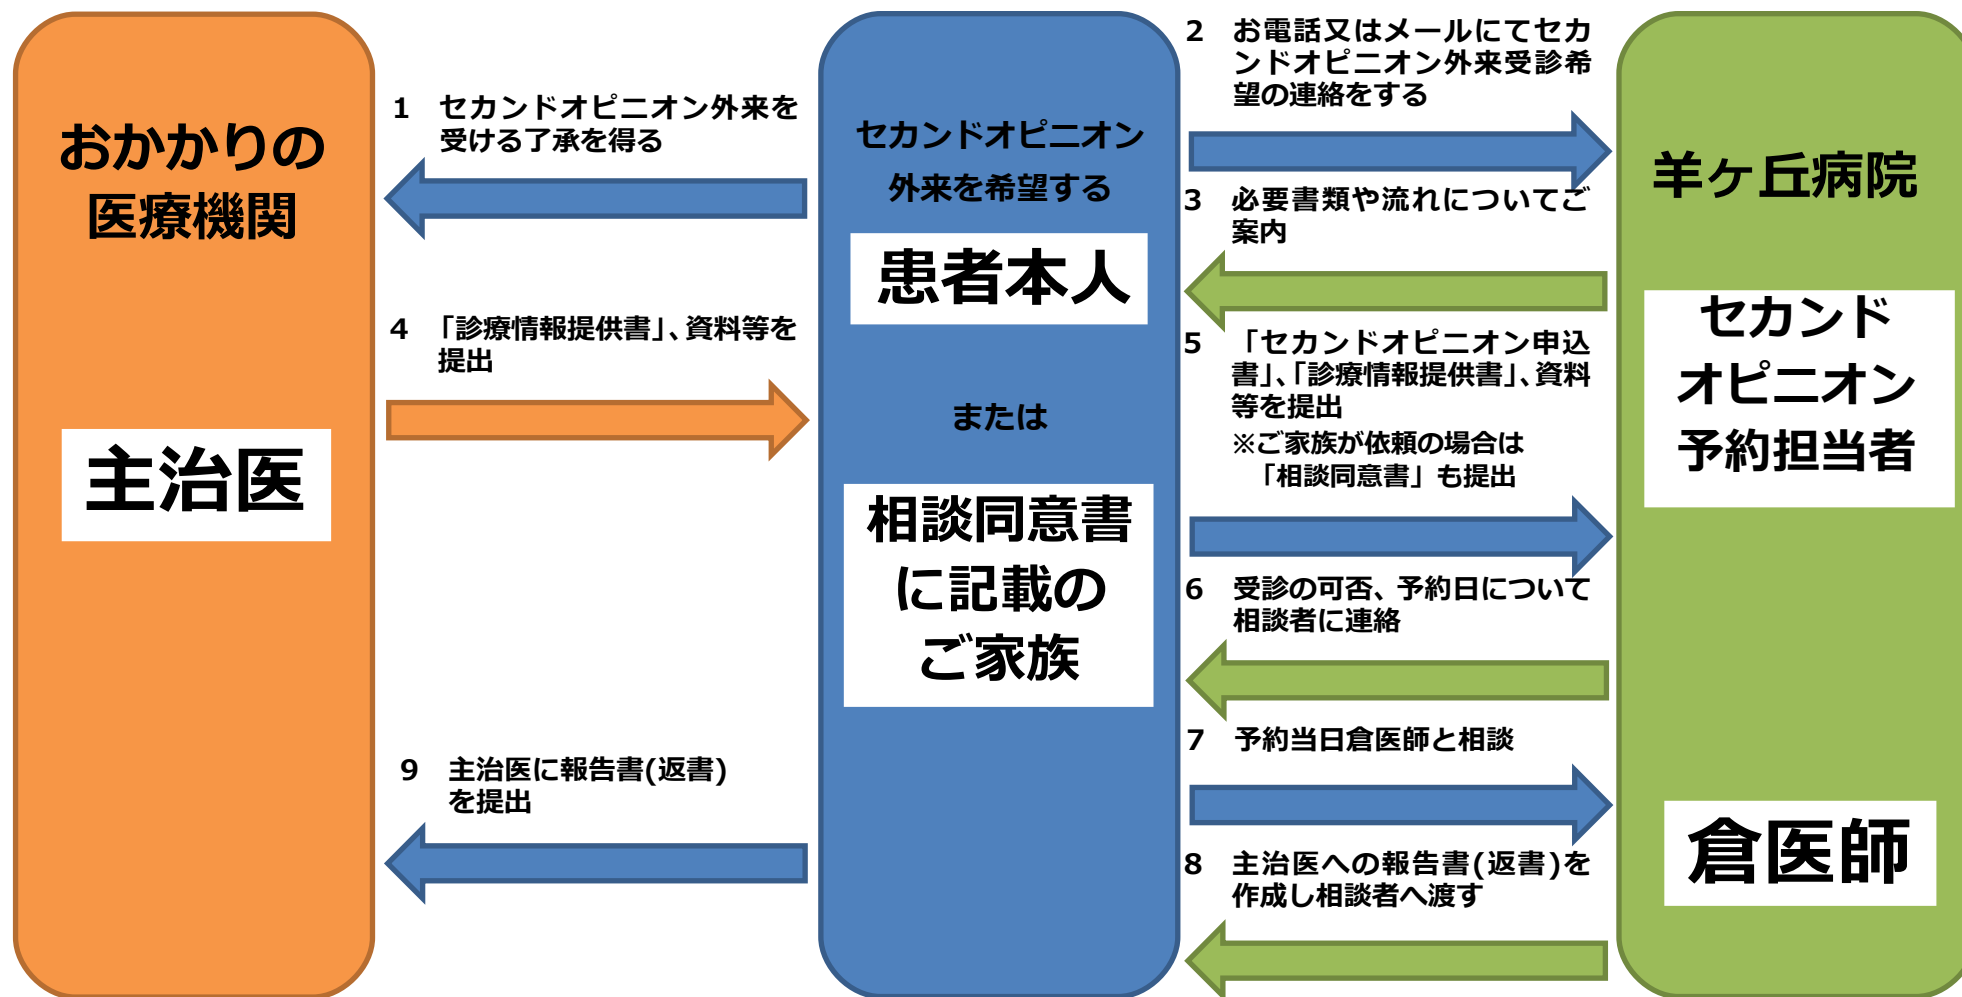 おかかりの
医療機関
主治医
1 セカンドオピニオン外来を
受ける了承を得る
4 「診療情報提供書」、資料等を
提出
9 主治医に報告書(返書)
を提出
セカンドオピニオン
外来を希望する
患者本人
または
相談同意書
に記載の
ご家族
2 お電話又はメールにてセカ
ンドオピニオン外来受診希
望の連絡をする
3 必要書類や流れについてご
案内
5 「セカンドオピニオン申込
書」、「診療情報提供書」、資料
等を提出
※ご家族が依頼の場合は
「相談同意書」も提出
6 受診の可否、予約日について
相談者に連絡
7 予約当日倉医師と相談
8 主治医への報告書(返書)を
作成し相談者へ渡す
羊ヶ丘病院
セカンド
オピニオン
予約担当者
倉医師